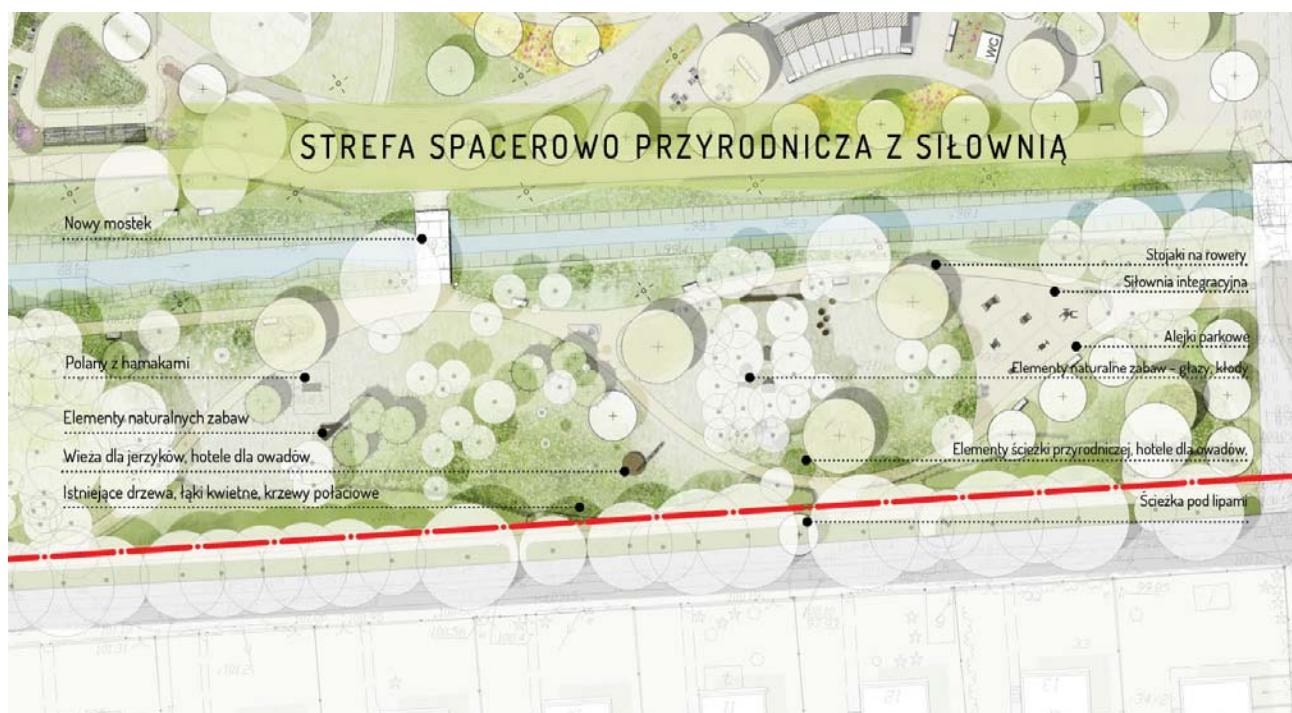 WC
STREFA SPACEROWO PRZYRODNICZA Z SIŁOWNIĄ
Nowy mostek
Stojaki na rowery
Siłownia integracyjna
Alejki parkowe
Polany z hamakami
Elementy naturalne zabaw – głazy, kłody
Elementy naturalnych zabaw
Wieża dla jerzyków, hotele dla owadów
Elementy ścieżki przyrodniczej, hotele dla owadów,
Istniejące drzewa, łąki kwietne, krzewy połaciowe
Ścieżka pod lipami